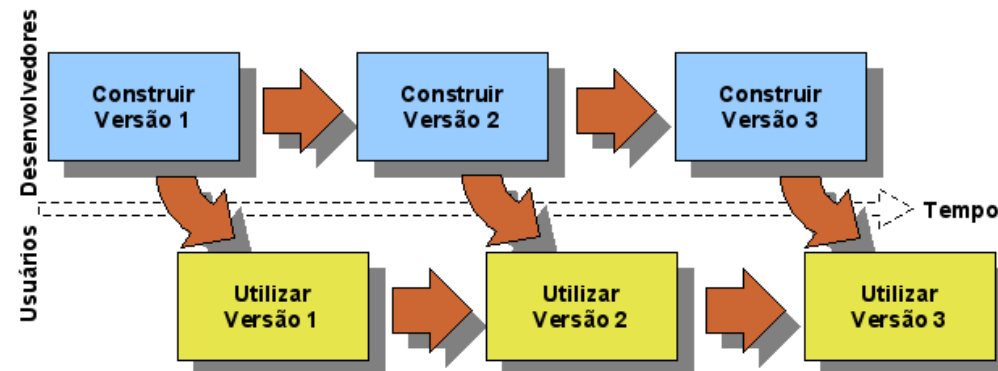 Desenvolvedores
Construir
Versão 1
Construir
Versão 2
Construir
Versão 3
Tempo
Usuários
Utilizar
Versão 1
Utilizar
Versão 2
Utilizar
Versão 3